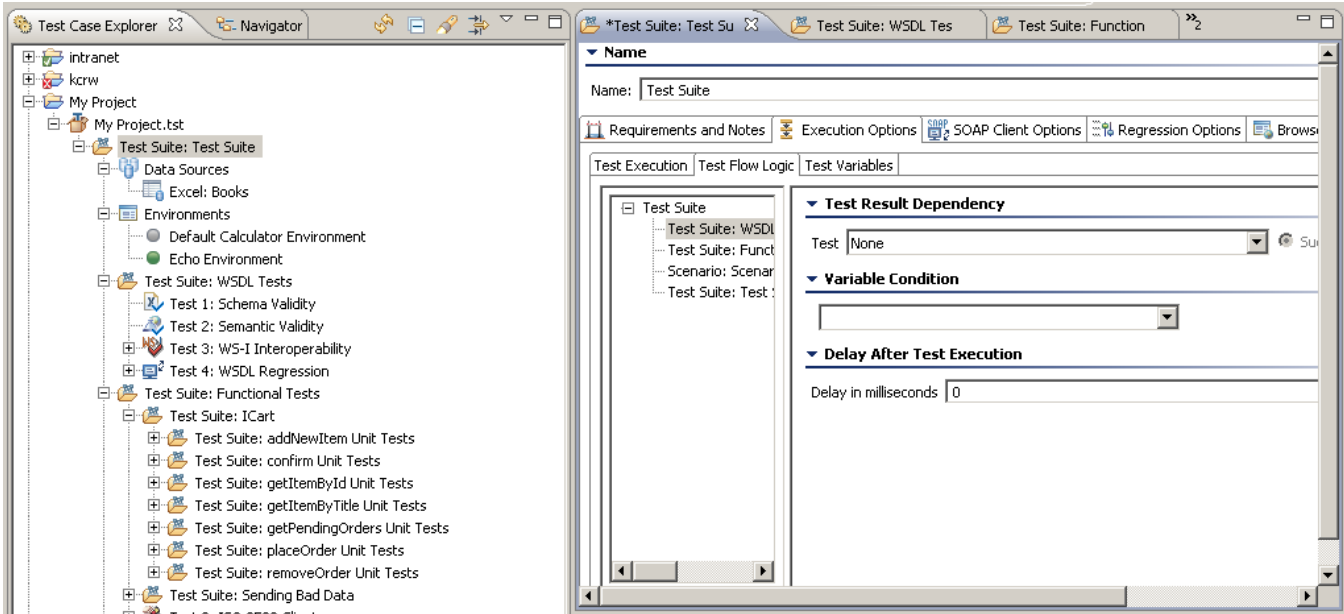 Test Case Explorer
Navigator
intranet
kcrw
My Project
My Project.tst
Test Suite: Test Suite
Data Sources
Excel: Books
Environments
Default Calculator Environment
Echo Environment
Test Suite: WSDL Tests
Test 1: Schema Validity
Test 2: Semantic Validity
Test 3: WS-I Interoperability
Test 4: WSDL Regression
Test Suite: Functional Tests
Test Suite: ICart
Test Suite: addNewItem Unit Tests
Test Suite: confirm Unit Tests
Test Suite: getItemById Unit Tests
Test Suite: getItemByTitle Unit Tests
Test Suite: getPendingOrders Unit Tests
Test Suite: placeOrder Unit Tests
Test Suite: removeOrder Unit Tests
Test Suite: Sending Bad Data
*Test Suite: Test Su
Test Suite: WSDL Tes
Test Suite: Function
»2
Name
Name: Test Suite
Requirements and Notes
Execution Options
SOAP Client Options
Regression Options
Brows
Test Execution
Test Flow Logic
Test Variables
Test Suite
Test Suite: WSDL
Test Suite: Funct
Scenario: Scenar
Test Suite: Test
Test Result Dependency
Test None
Su
Variable Condition
Delay After Test Execution
Delay in milliseconds 0